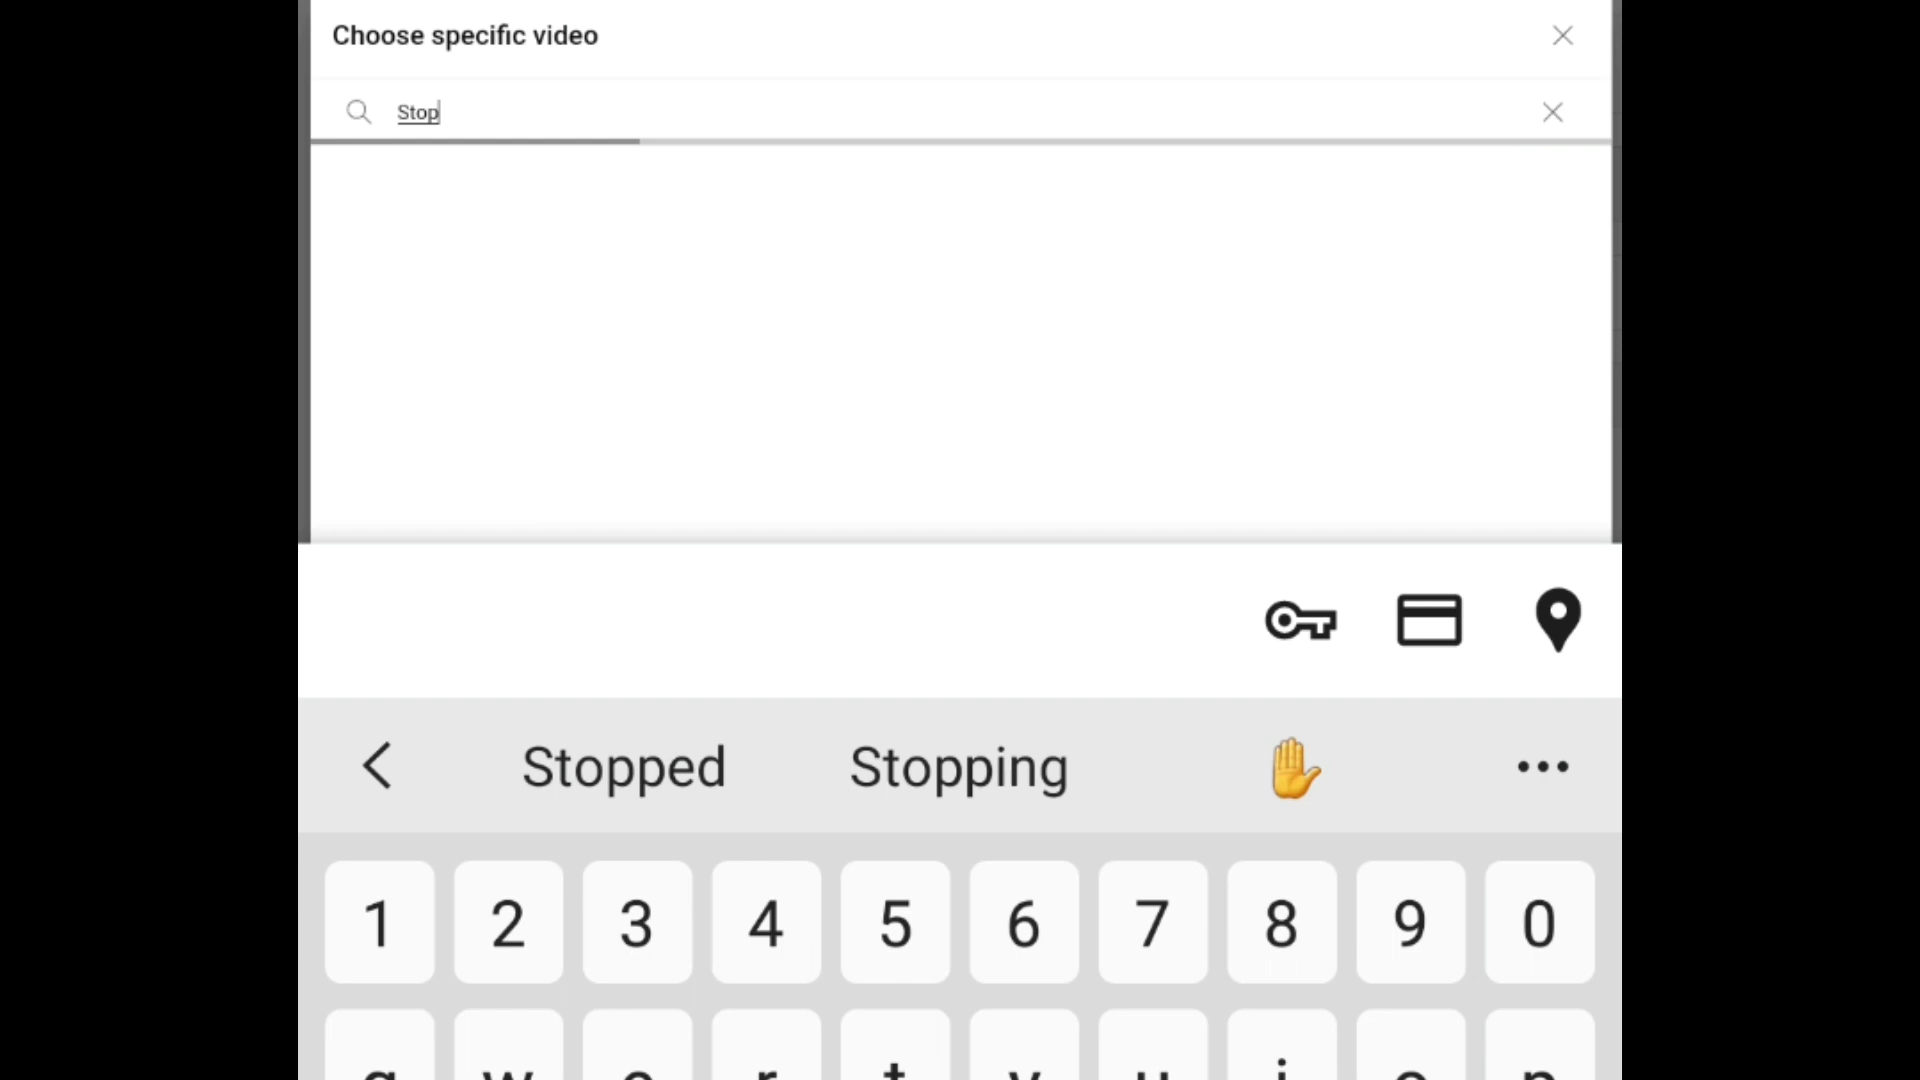 Choose specific video
Stop
Stopped Stopping
1 2 3 4 5 6 7 8 9 0
q w e r t y u i o p